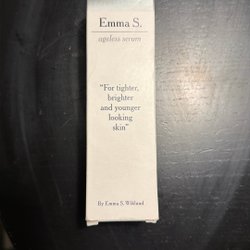 Emma S.
ageless serum
"For tighter,
brighter
and younger
looking
skin"
By Emma S. Wiklund